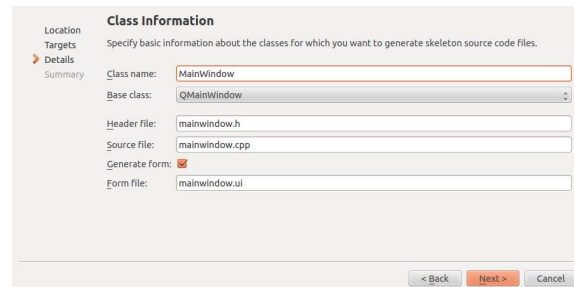 Location
Targets
Details
Summary
Class Information
Specify basic information about the classes for which you want to generate skeleton source code files.
Class name: MainWindow
Base class: QMainWindow
Header file: mainwindow.h
Source file: mainwindow.cpp
Generate form:
Form file: mainwindow.ui
< Back Next > Cancel